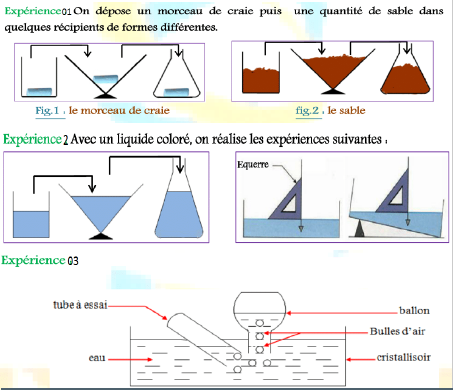 Expérience01 On dépose un morceau de craie puis une quantité de sable dans
quelques récipients de formes différentes.
Fig.1 : le morceau de craie
fig.2 : le sable
Expérience 2 Avec un liquide coloré, on réalise les expériences suivantes :
Equerre
Expérience 03
tube à essai
ballon
Bulles d'air
eau
cristallisoir